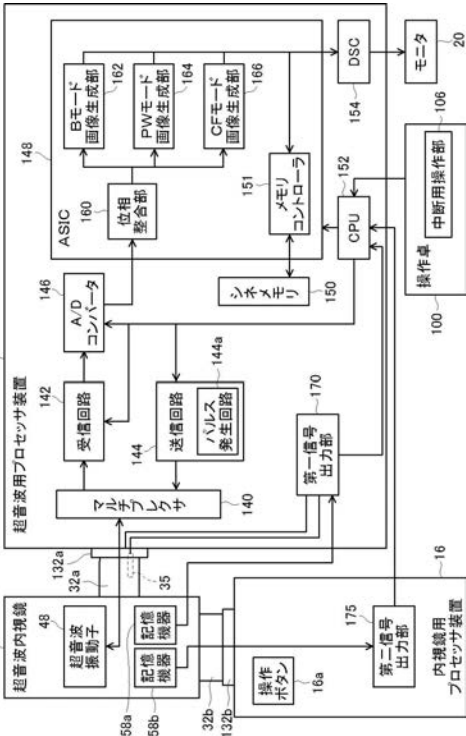 超音波用プロセッサ装置
超音波内視鏡
48
超音波
振動子
58a
58b
記憶機器
記憶機器
32a
132a
35
32b
132b
マルチプレクサ
140
142
受信回路
144
送信回路
144a
パルス
発生回路
146
A/D
コンバータ
148
ASIC
160
位相
整合部
Bモード
画像生成部
162
PWモード
画像生成部
164
CFモード
画像生成部
166
151
メモリ
コントローラ
シネメモリ
150
152
CPU
DSC
154
モニタ
20
170
第一信号
出力部
操作卓
100
中断用操作部
106
16
内視鏡用
プロセッサ装置
操作
ボタン
16a
175
第二信号
出力部